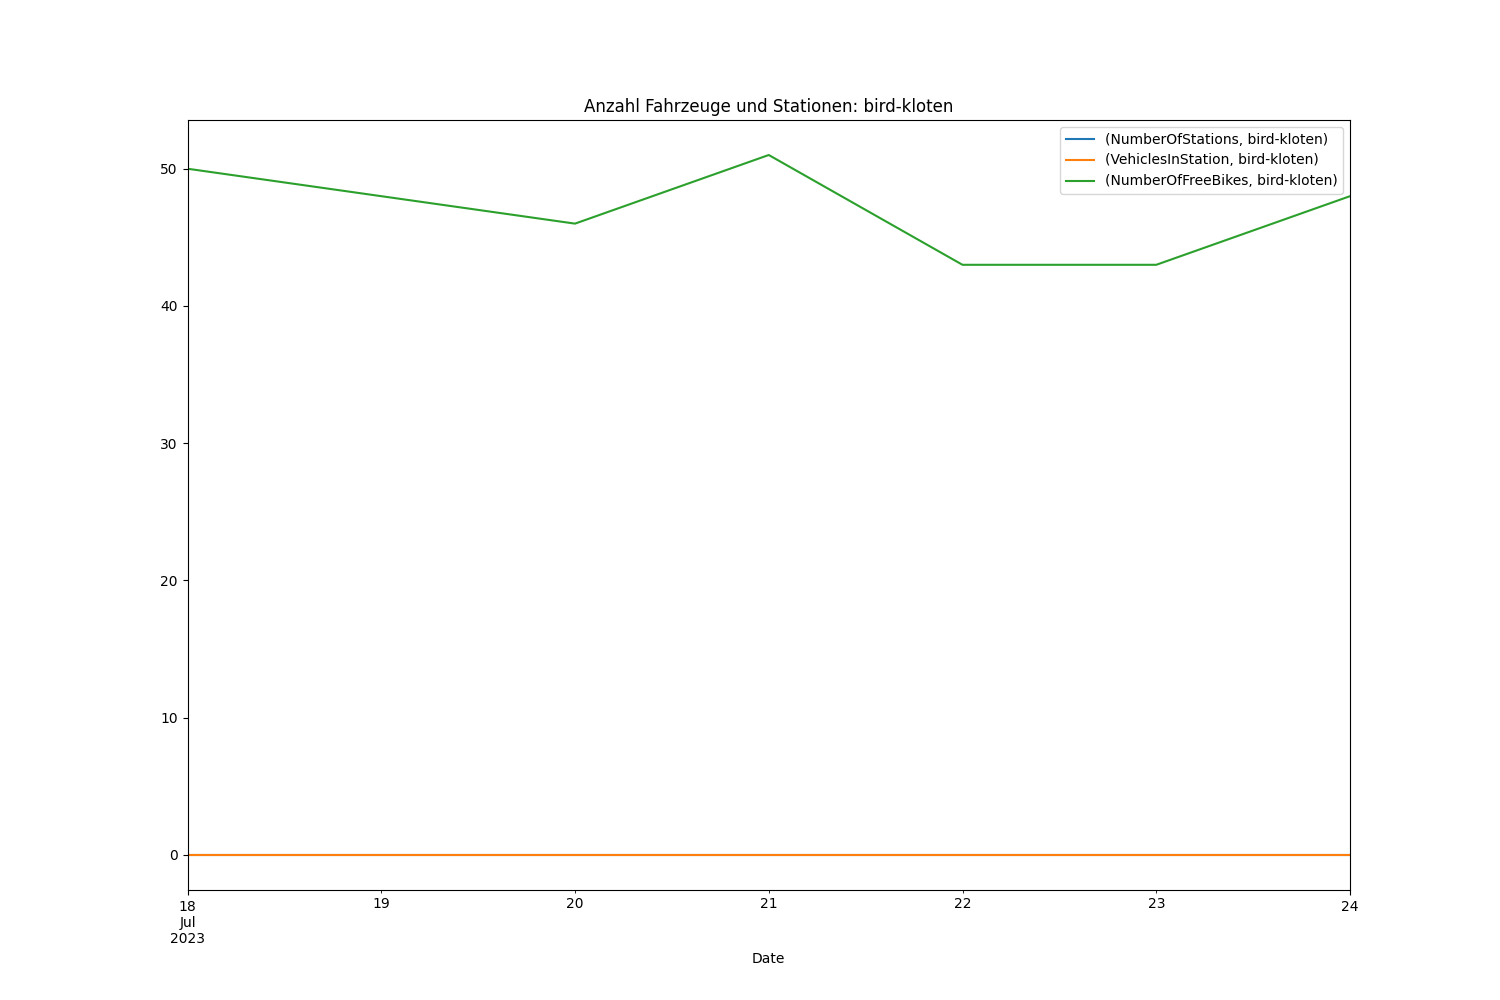 Anzahl Fahrzeuge und Stationen: bird-kloten
(NumberOfStations, bird-kloten)
(VehiclesInStation, bird-kloten)
(NumberOfFreeBikes, bird-kloten)
50
40
30
20
10
0
18 19 20 21 22 23 24
Jul
2023
Date